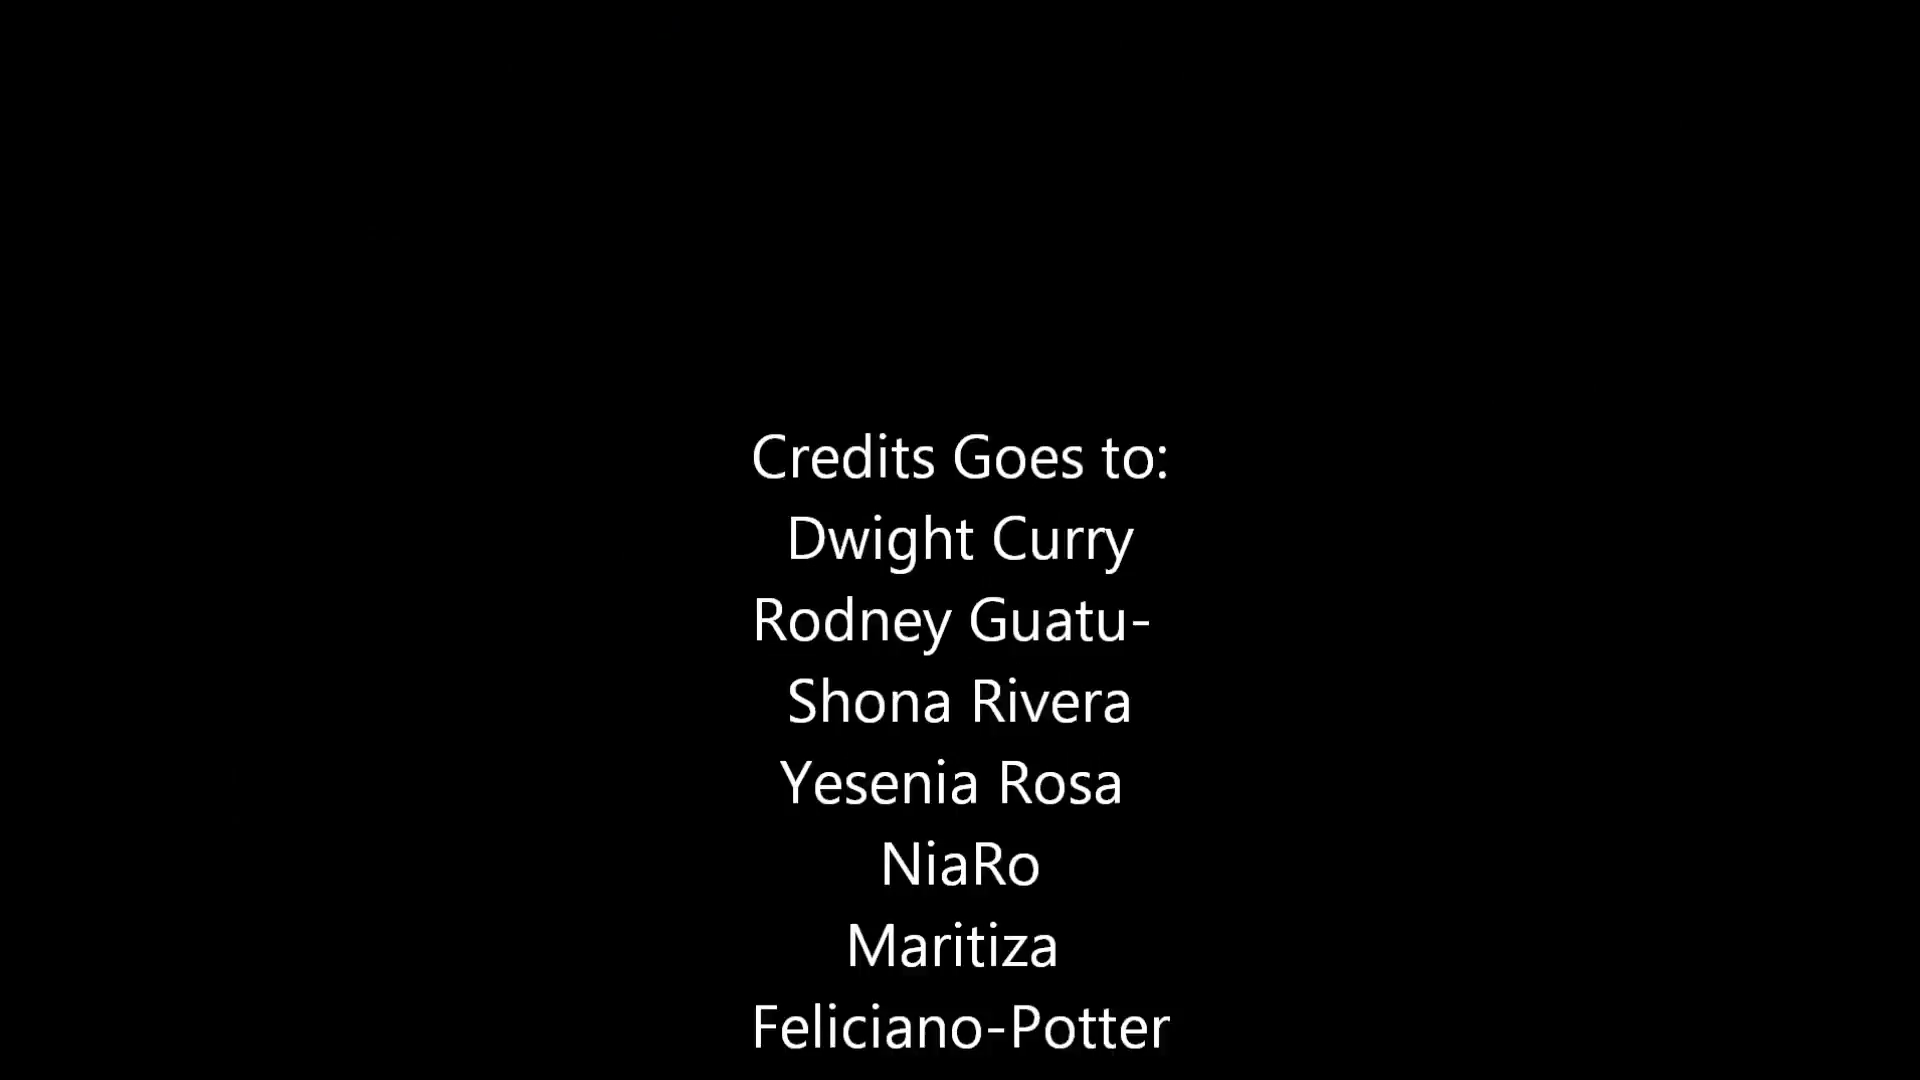 Credits Goes to:
Dwight Curry
Rodney Guatu-
Shona Rivera
Yesenia Rosa
NiaRo
Maritiza
Feliciano-Potter